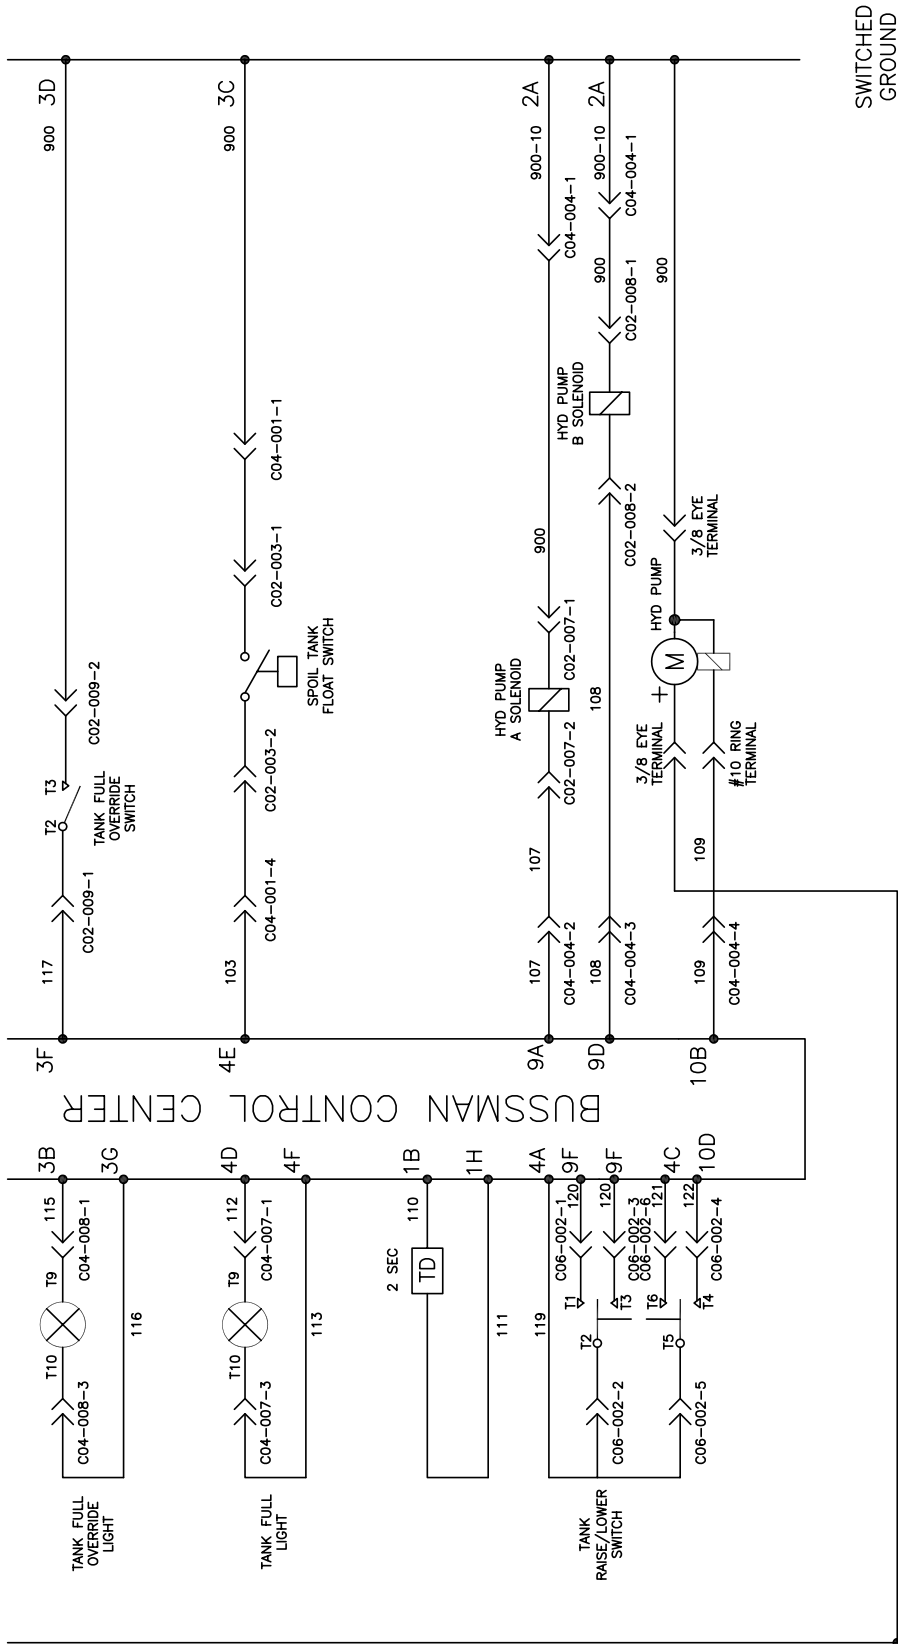 SWITCHED
GROUND
3D
900
C02-009-2
T3
T2
TANK FULL
OVERRIDE
SWITCH
C02-009-1
117
3F
3C
900
C04-001-1
C02-003-1
SPOIL TANK
FLOAT SWITCH
C02-003-2
C04-001-4
103
4E
2A
900-10
C04-004-1
900
C02-007-1
HYD PUMP
A SOLENOID
C02-007-2
107
107
C04-004-2
9A
2A
900-10
C04-004-1
900
C02-008-1
HYD PUMP
B SOLENOID
C02-008-2
108
108
C04-004-3
9D
900
3/8 EYE
TERMINAL
HYD PUMP
M
+
3/8 EYE
TERMINAL
#10 RING
TERMINAL
109
109
C04-004-4
10B
BUSSMAN CONTROL CENTER
3B
115
C04-008-1
T9
T10
C04-008-3
3G
116
TANK FULL
OVERRIDE
LIGHT
4D
112
C04-007-1
T9
T10
C04-007-3
4F
113
TANK FULL
LIGHT
1B
110
2 SEC
TD
1H
111
4A
119
9F
120
C06-002-1
T1
9F
120
C06-002-3
T3
T2
C06-002-2
4C
121
C06-002-6
T6
10D
122
C06-002-4
T4
T5
C06-002-5
TANK
RAISE/LOWER
SWITCH